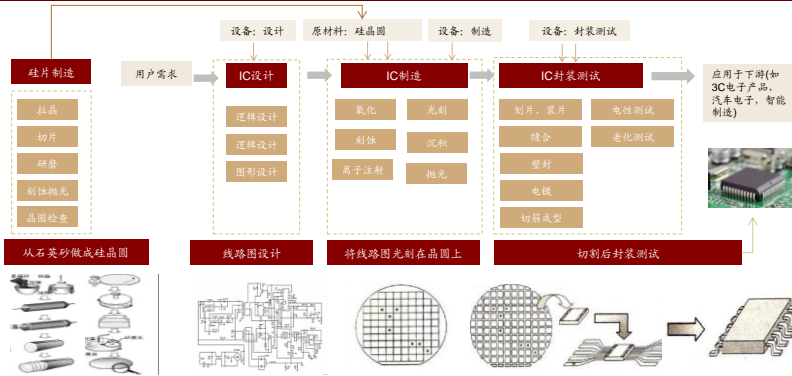 设备：设计
原材料：硅晶圆
设备：制造
设备：封装测试
硅片制造
用户需求
IC设计
IC制造
IC封装测试
应用于下游(如
3C电子产品，
汽车电子，智能
制造)
拉晶
切片
研磨
刻蚀抛光
晶圆检查
逻辑设计
逻辑设计
图形设计
氧化
光刻
刻蚀
沉积
离子注射
抛光
划片、装片
电性测试
缝合
老化测试
塑封
电镀
切筋成型
从石英砂做成硅晶圆
线路图设计
将线路图光刻在晶圆上
切割后封装测试